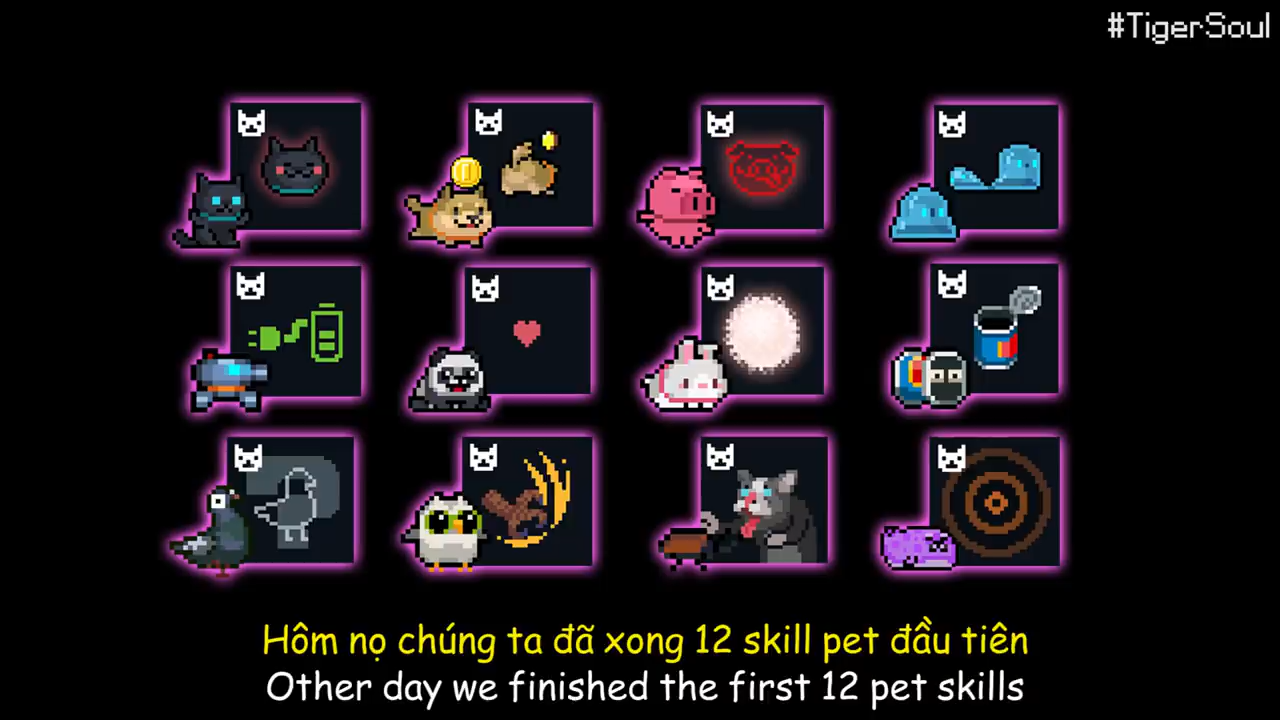 #TigerSoul
Hôm nọ chúng ta đã xong 12 skill pet đầu tiên
Other day we finished the first 12 pet skills